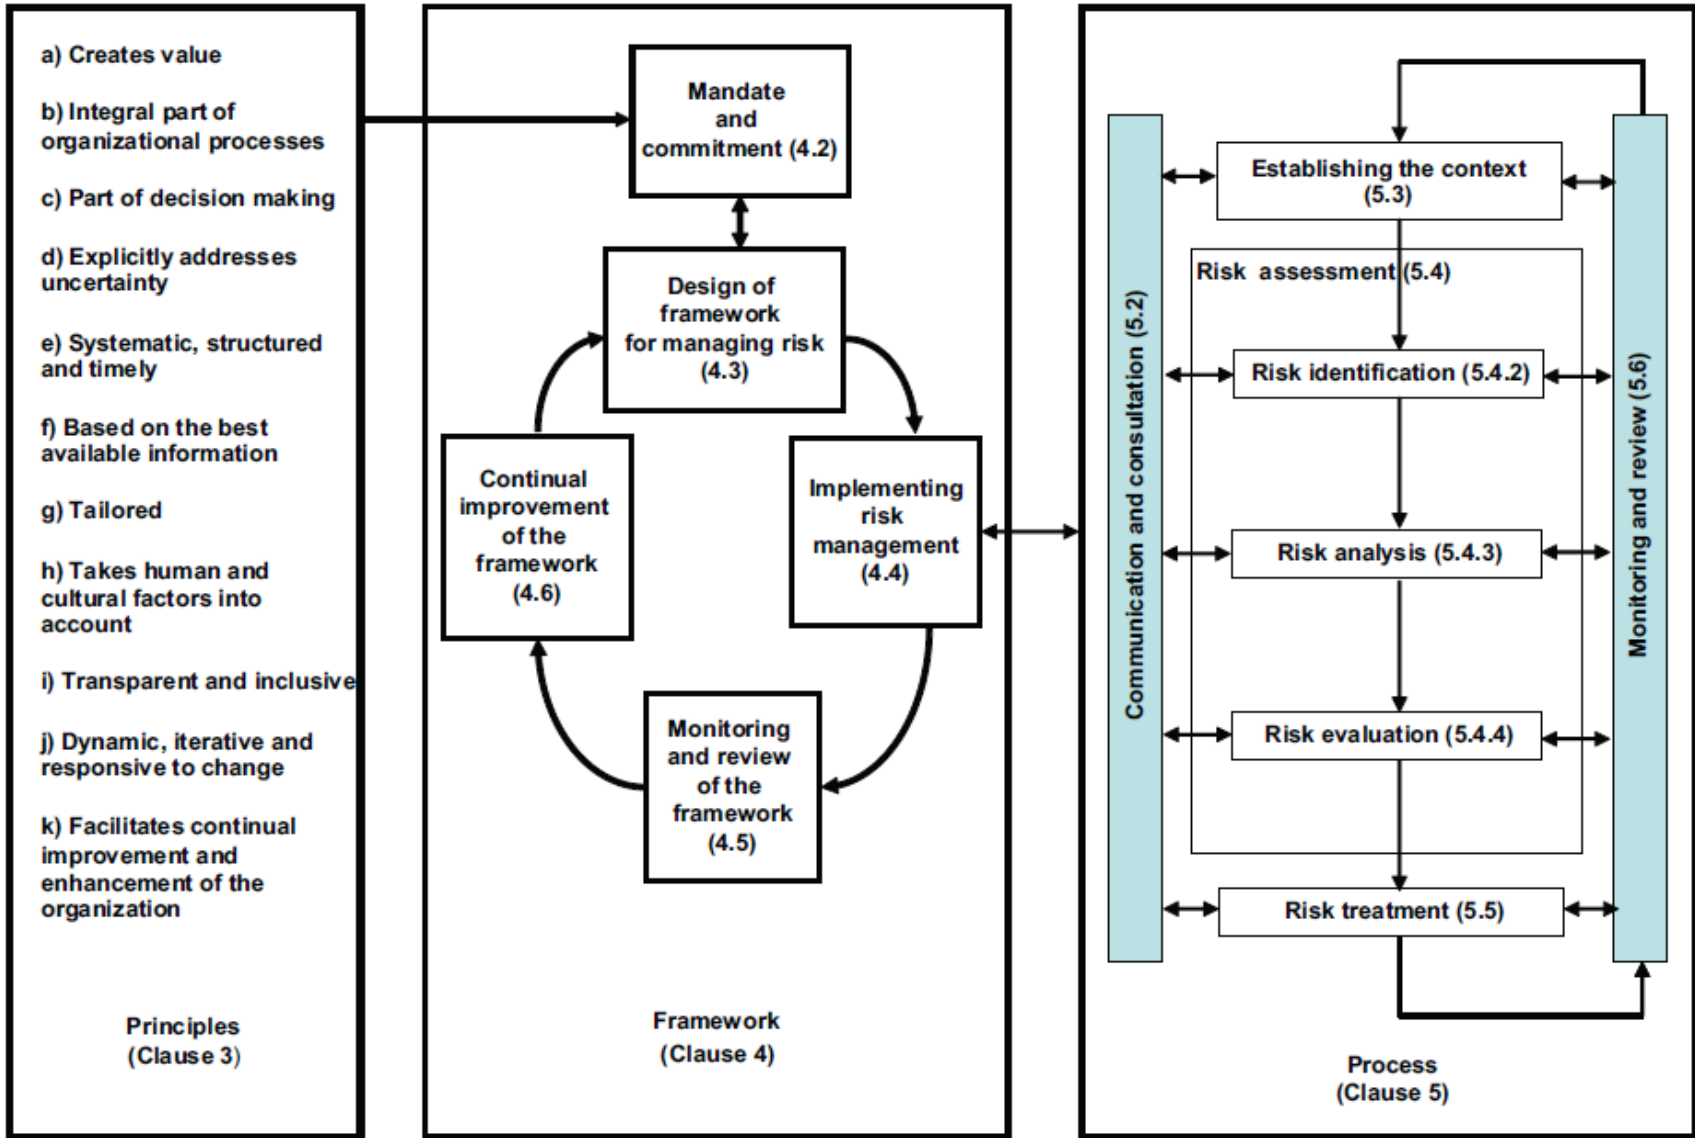 a) Creates value
b) Integral part of
organizational processes
c) Part of decision making
d) Explicitly addresses
uncertainty
e) Systematic, structured
and timely
f) Based on the best
available information
g) Tailored
h) Takes human and
cultural factors into
account
i) Transparent and inclusive
j) Dynamic, iterative and
responsive to change
k) Facilitates continual
improvement and
enhancement of the
organization
Principles
(Clause 3)
Mandate
and
commitment (4.2)
Design of
framework
for managing risk
(4.3)
Implementing
risk
management
(4.4)
Continual
improvement
of the
framework
(4.6)
Monitoring
and review
of the
framework
(4.5)
Framework
(Clause 4)
Communication and consultation (5.2)
Establishing the context
(5.3)
Risk assessment (5.4)
Risk identification (5.4.2)
Risk analysis (5.4.3)
Risk evaluation (5.4.4)
Risk treatment (5.5)
Monitoring and review (5.6)
Process
(Clause 5)